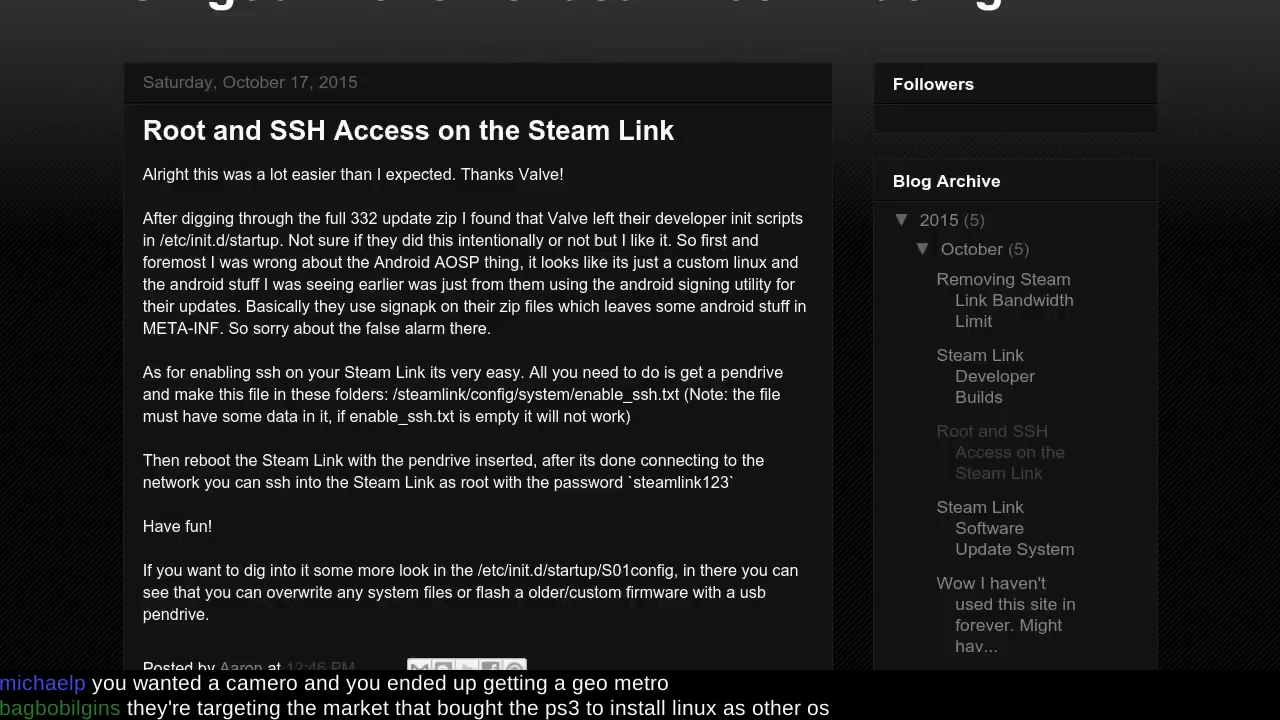 Saturday, October 17, 2015
Root and SSH Access on the Steam Link
Alright this was a lot easier than I expected. Thanks Valve!
After digging through the full 332 update zip I found that Valve left their developer init scripts
in /etc/init.d/startup. Not sure if they did this intentionally or not but I like it. So first and
foremost I was wrong about the Android AOSP thing, it looks like its just a custom linux and
the android stuff I was seeing earlier was just from them using the android signing utility for
their updates. Basically they use signapk on their zip files which leaves some android stuff in
META-INF. So sorry about the false alarm there.
As for enabling ssh on your Steam Link its very easy. All you need to do is get a pendrive
and make this file in these folders: /steamlink/config/system/enable_ssh.txt (Note: the file
must have some data in it, if enable_ssh.txt is empty it will not work)
Then reboot the Steam Link with the pendrive inserted, after its done connecting to the
network you can ssh into the Steam Link as root with the password `steamlink123`
Have fun!
If you want to dig into it some more look in the /etc/init.d/startup/S01config, in there you can
see that you can overwrite any system files or flash a older/custom firmware with a usb
pendrive.
Posted by Aaron at 12:46 PM
Followers
Blog Archive
▼ 2015 (5)
▼ October (5)
Removing Steam
Link Bandwidth
Limit
Steam Link
Developer
Builds
Root and SSH
Access on the
Steam Link
Steam Link
Software
Update System
Wow I haven't
used this site in
forever. Might
hav...
michaelp you wanted a camero and you ended up getting a geo metro
bagbobilgins they're targeting the market that bought the ps3 to install linux as other os